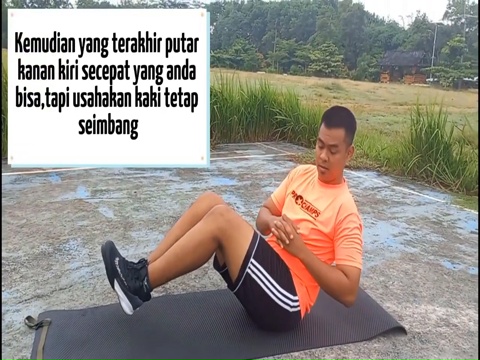 Kemudian yang terakhir putar
kanan kiri secepat yang anda
bisa,tapi usahakan kaki tetap
seimbang